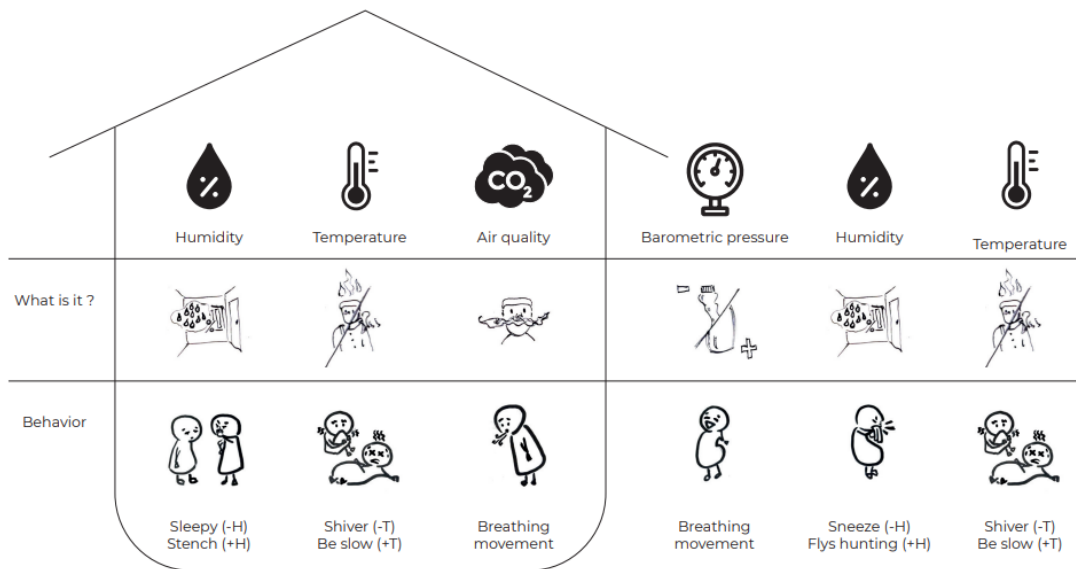 %
CO2
%
Humidity
Temperature
Air quality
Barometric pressure
Humidity
Temperature
What is it ?
Behavior
Sleepy (-H)
Stench (+H)
Shiver (-T)
Be slow (+T)
Breathing
movement
Breathing
movement
Sneeze (-H)
Flys hunting (+H)
Shiver (-T)
Be slow (+T)